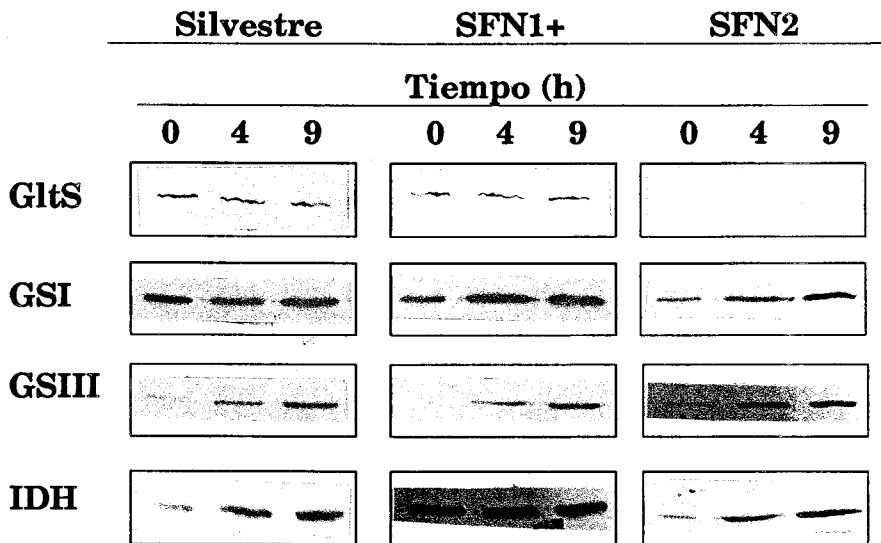 Silvestre SFN1+ SFN2
Tiempo (h)
0 4 9 0 4 9 0 4 9
GltS
GSI
GSIII
IDH